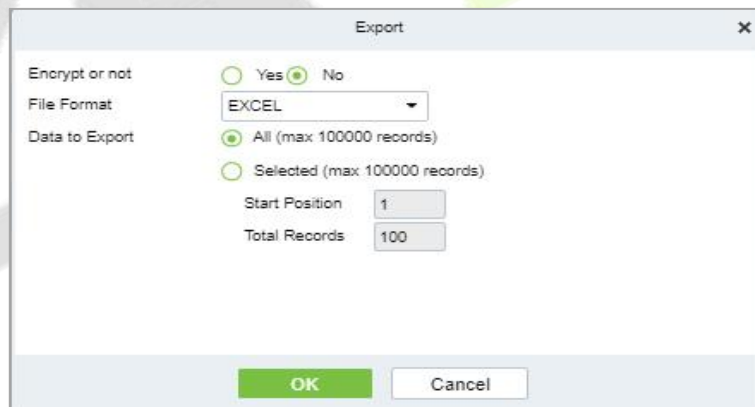 Export
Encrypt or not Yes No
File Format EXCEL
Data to Export All (max 100000 records)
Selected (max 100000 records)
Start Position 1
Total Records 100
OK Cancel